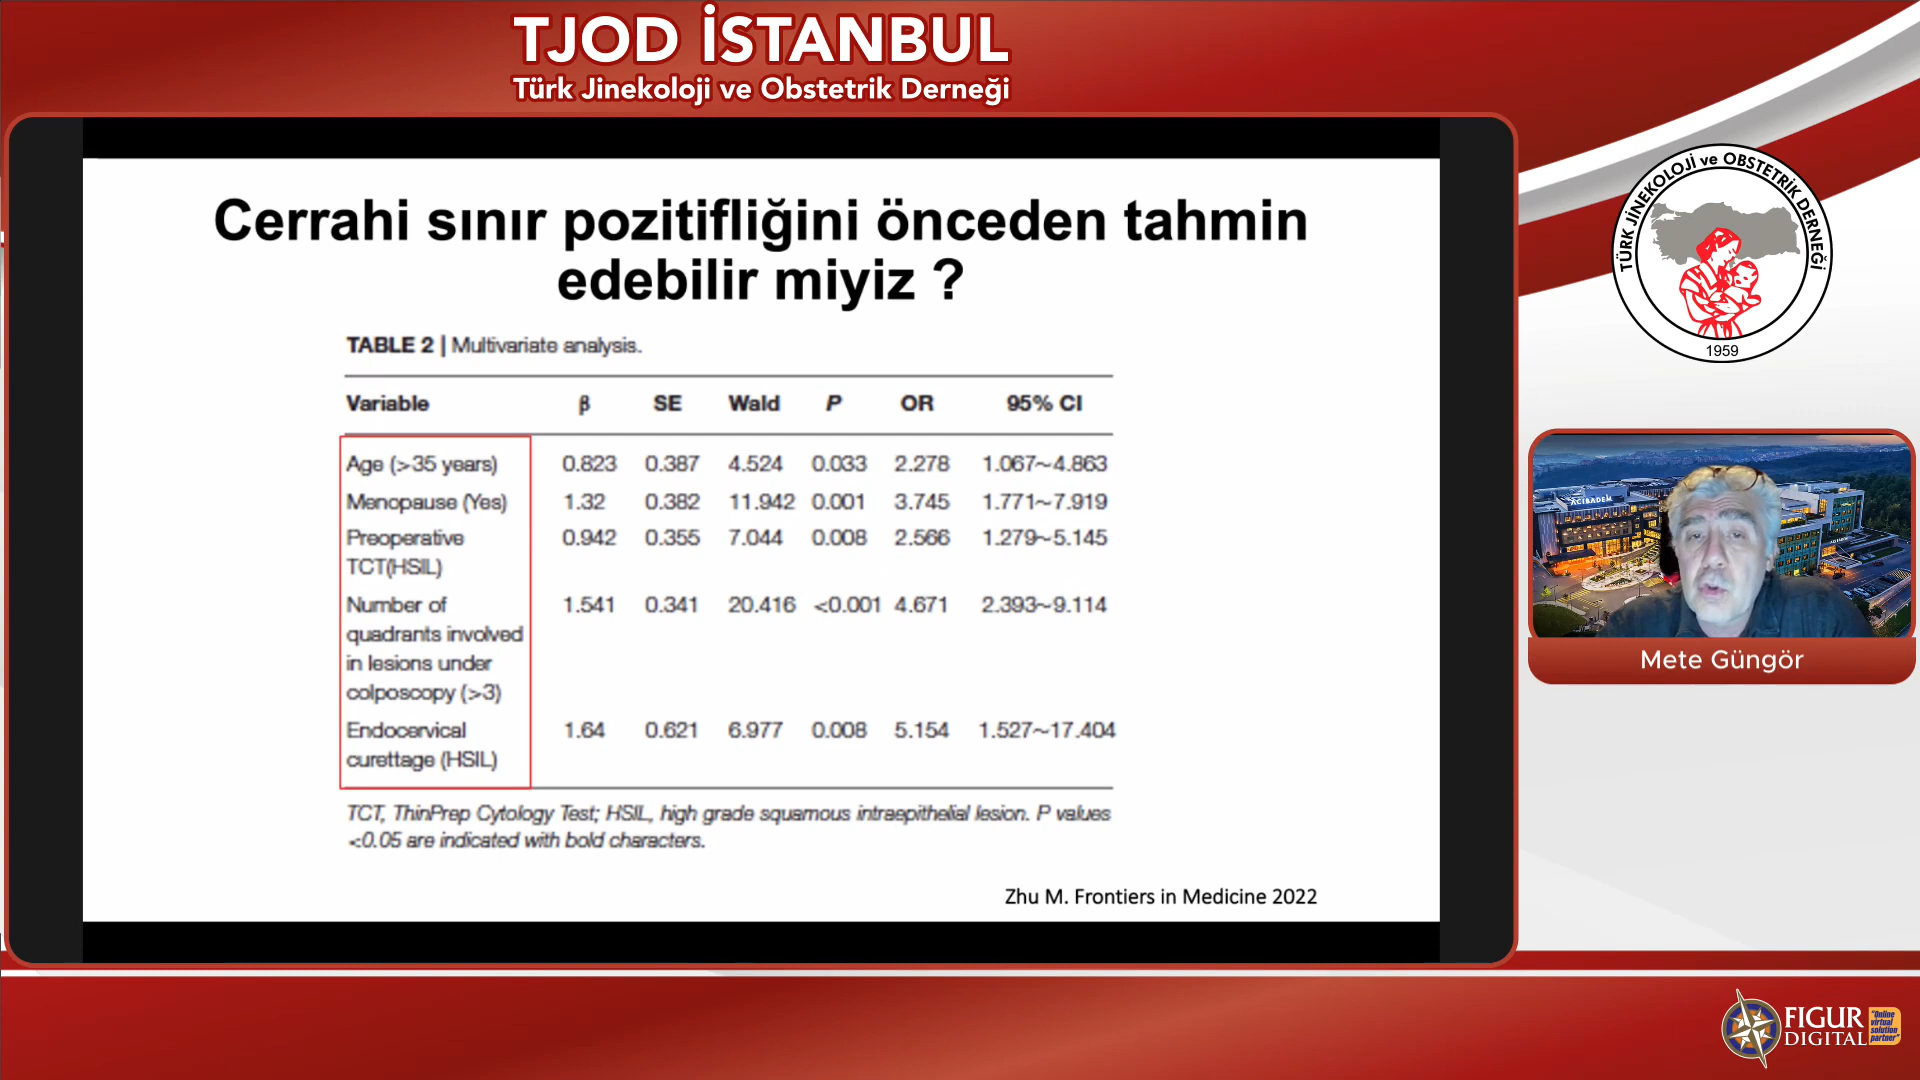 TJOD İSTANBUL
Türk Jinekoloji ve Obstetrik Derneği
Cerrahi sınır pozitifliğini önceden tahmin
edebilir miyiz ?
TABLE 2 | Multivariate analysis.
Variable β SE Wald P OR 95% CI
Age (>35 years) 0.823 0.387 4.524 0.033 2.278 1.067~4.863
Menopause (Yes) 1.32 0.382 11.942 0.001 3.745 1.771~7.919
Preoperative 0.942 0.355 7.044 0.008 2.566 1.279~5.145
TCT(HSIL)
Number of 1.541 0.341 20.416 <0.001 4.671 2.393~9.114
quadrants involved
in lesions under
colposcopy (>3)
Endocervical 1.64 0.621 6.977 0.008 5.154 1.527~17.404
curettage (HSIL)
TCT, ThinPrep Cytology Test; HSIL, high grade squamous intraepithelial lesion. P values
<0.05 are indicated with bold characters.
Zhu M. Frontiers in Medicine 2022
TÜRK JİNEKOLOJİ ve OBSTETRİK DERNEĞİ
1959
ACIBADEM
Mete Güngör
FIGUR
DIGITAL
"Online
virtual
solution
partner"